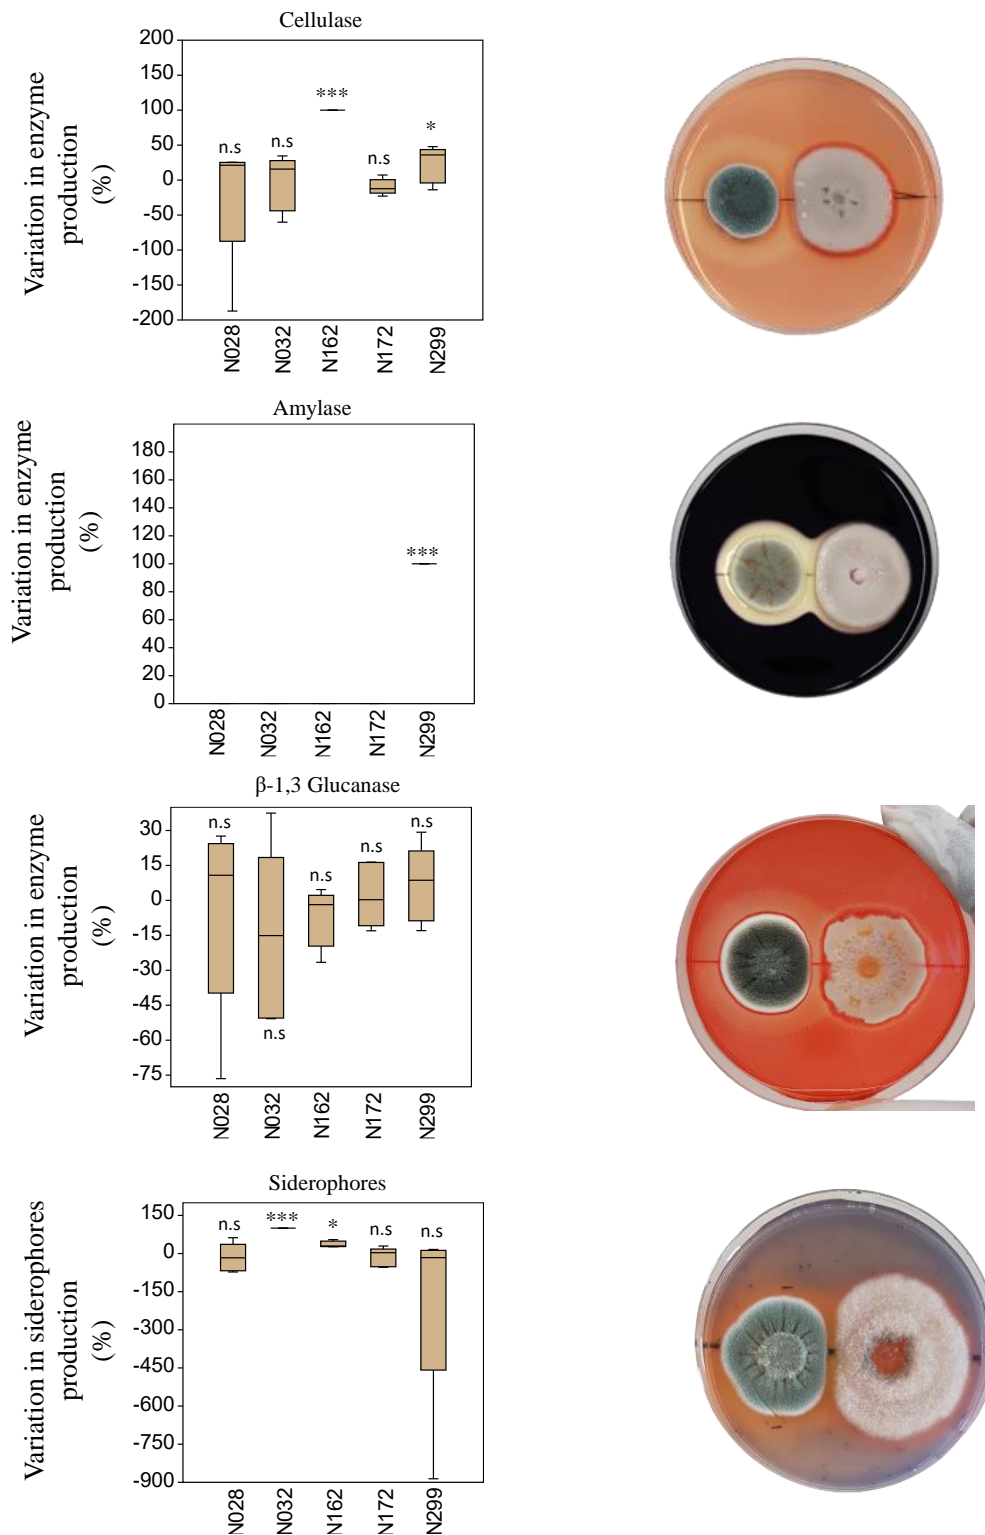 Cellulase
Variation in enzyme
production
(%)
200
150
100
50
0
-50
-100
-150
-200
n.s
n.s
***
n.s
*
N028
N032
N162
N172
N299
Amylase
Variation in enzyme
production
(%)
180
160
140
120
100
80
60
40
20
0
***
N028
N032
N162
N172
N299
β-1,3 Glucanase
Variation in enzyme
production
(%)
30
15
0
-15
-30
-45
-60
-75
n.s
n.s
n.s
n.s
n.s
N028
N032
N162
N172
N299
Siderophores
Variation in siderophores
production
(%)
150
0
-150
-300
-450
-600
-750
-900
n.s
***
*
n.s
n.s
N028
N032
N162
N172
N299